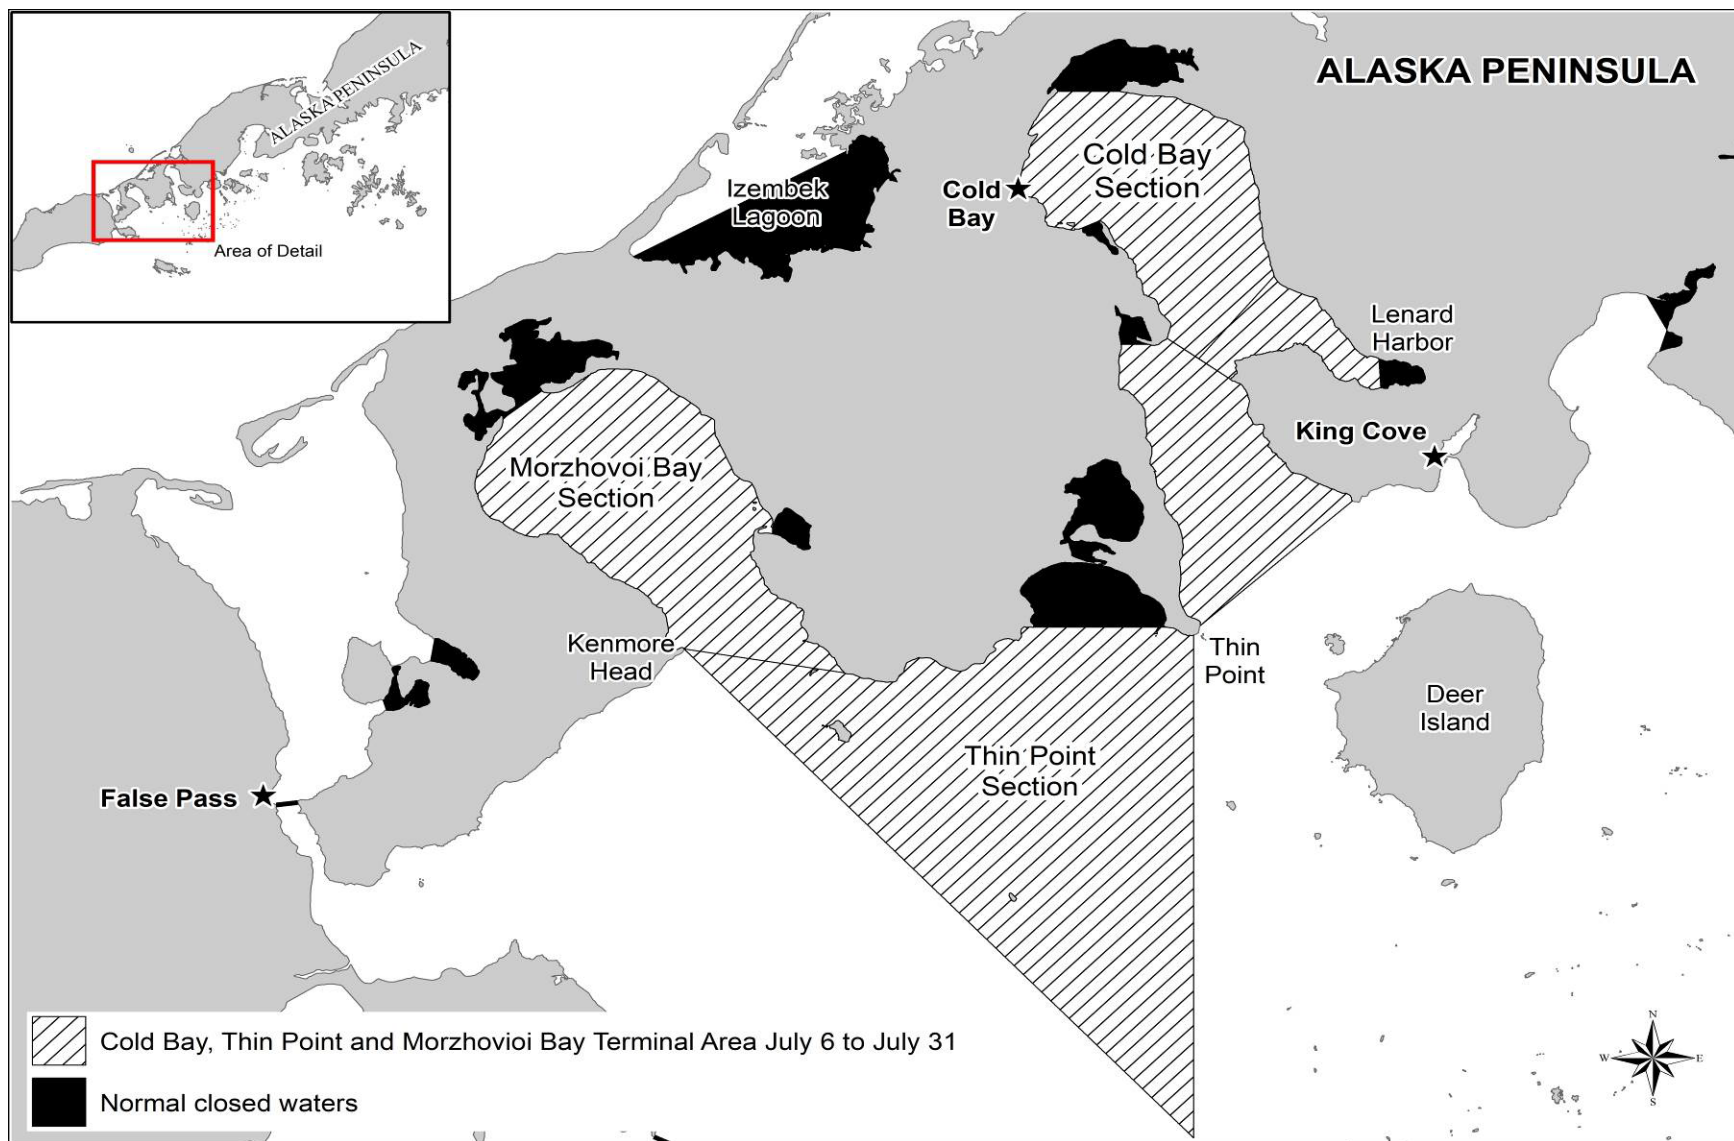 ALASKA PENINSULA
Area of Detail
ALASKA PENINSULA
Cold Bay
Section
Izembek
Lagoon
Cold
Bay
Lenard
Harbor
King Cove
Morzhovoi Bay
Section
Kenmore
Head
Thin
Point
Deer
Island
Thin Point
Section
False Pass
Cold Bay, Thin Point and Morzhovioi Bay Terminal Area July 6 to July 31
Normal closed waters
N
W
E
S